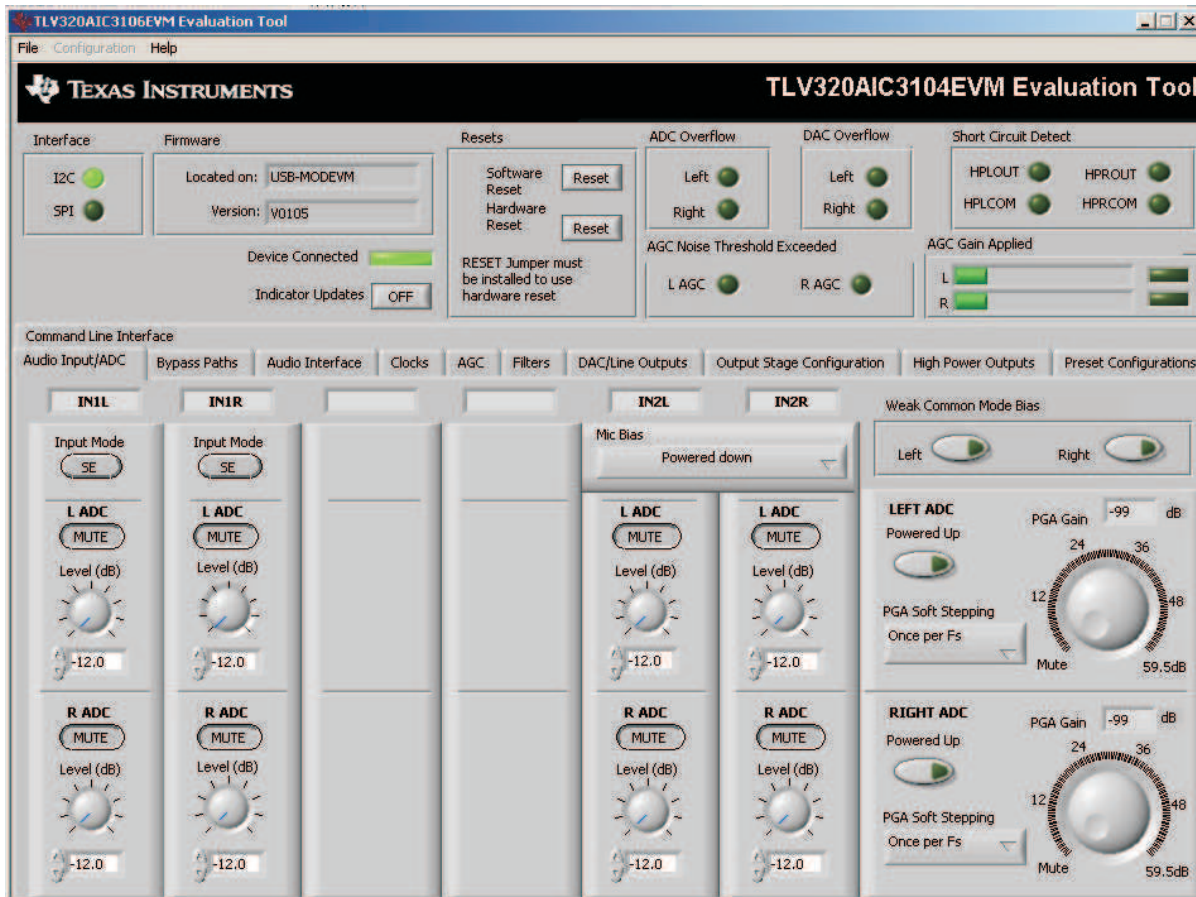 TLV320AIC3106EVM Evaluation Tool
File Configuration Help
TEXAS INSTRUMENTS
TLV320AIC3104EVM Evaluation Tool
Interface
I2C
SPI
Firmware
Located on: USB-MODEVM
Version: V0105
Device Connected
Indicator Updates OFF
Resets
Software Reset Reset
Hardware Reset Reset
RESET Jumper must
be installed to use
hardware reset
ADC Overflow
Left
Right
DAC Overflow
Left
Right
Short Circuit Detect
HPLOUT HPROUT
HPLCOM HPRCOM
AGC Noise Threshold Exceeded
L AGC R AGC
AGC Gain Applied
L
R
Command Line Interface
Audio Input/ADC Bypass Paths Audio Interface Clocks AGC Filters DAC/Line Outputs Output Stage Configuration High Power Outputs Preset Configurations
IN1L IN1R IN2L IN2R
Input Mode Input Mode
SE SE
Mic Bias
Powered down
Weak Common Mode Bias
Left Right
L ADC L ADC L ADC L ADC
MUTE MUTE MUTE MUTE
Level (dB) Level (dB) Level (dB) Level (dB)
-12.0 -12.0 -12.0 -12.0
LEFT ADC
Powered Up
PGA Gain -99 dB
PGA Soft Stepping
Once per Fs
24 36
12 48
Mute 59.5dB
R ADC R ADC R ADC R ADC
MUTE MUTE MUTE MUTE
Level (dB) Level (dB) Level (dB) Level (dB)
-12.0 -12.0 -12.0 -12.0
RIGHT ADC
Powered Up
PGA Gain -99 dB
PGA Soft Stepping
Once per Fs
24 36
12 48
Mute 59.5dB